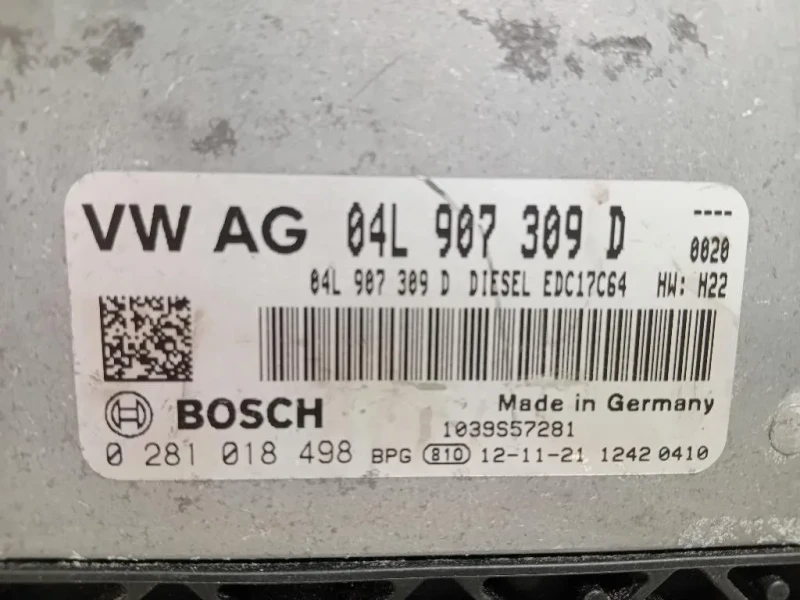 VW AG 04L 907 309 D ----
0020
04L 907 309 D DIESEL EDC17C64 HW: H22
BOSCH Made in Germany
1039S57281
0 281 018 498 BPG 810 12-11-21 1242 0410